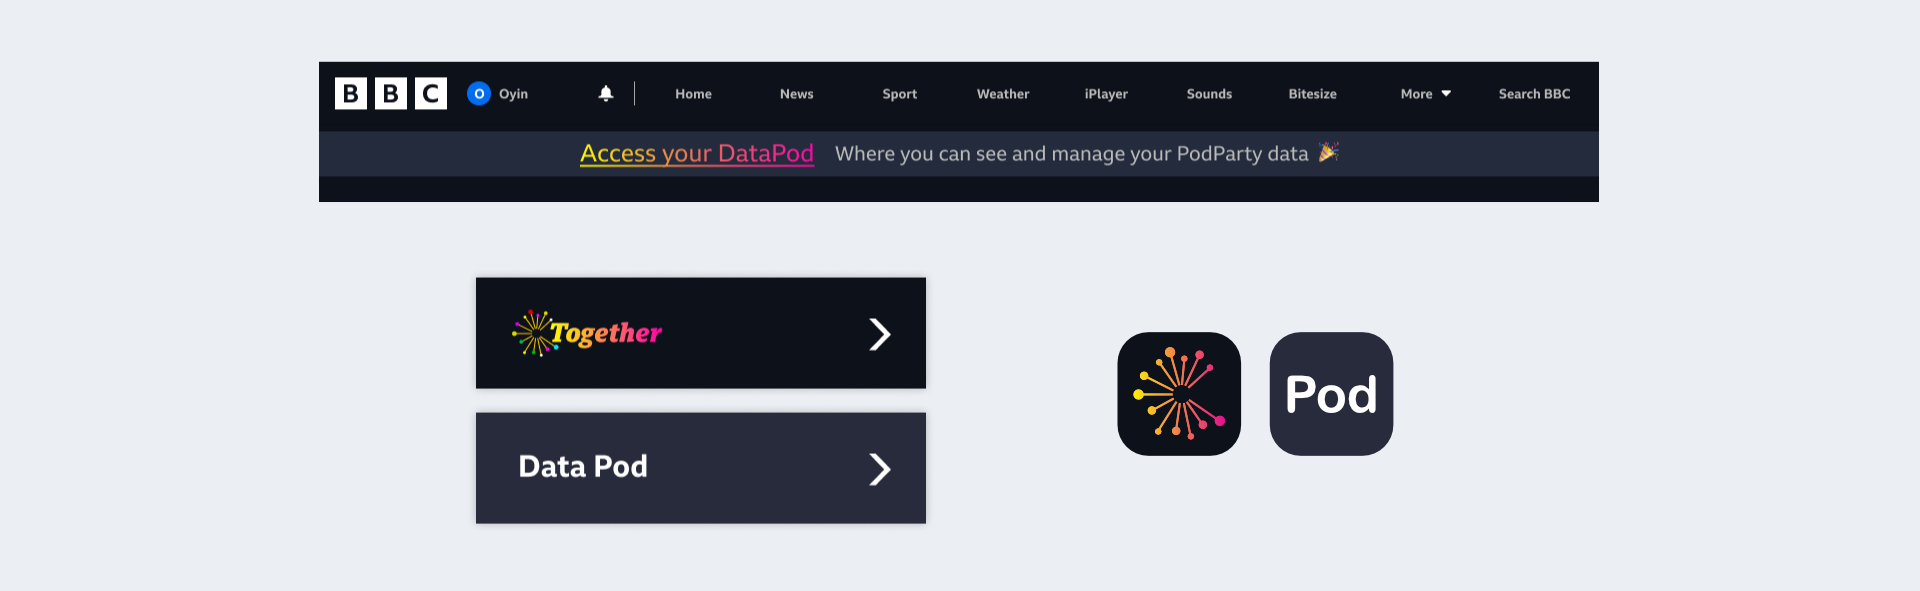 BBC O Oyin Home News Sport Weather iPlayer Sounds Bitesize More Search BBC
Access your DataPod Where you can see and manage your PodParty data 🎉
Together
Data Pod
Pod